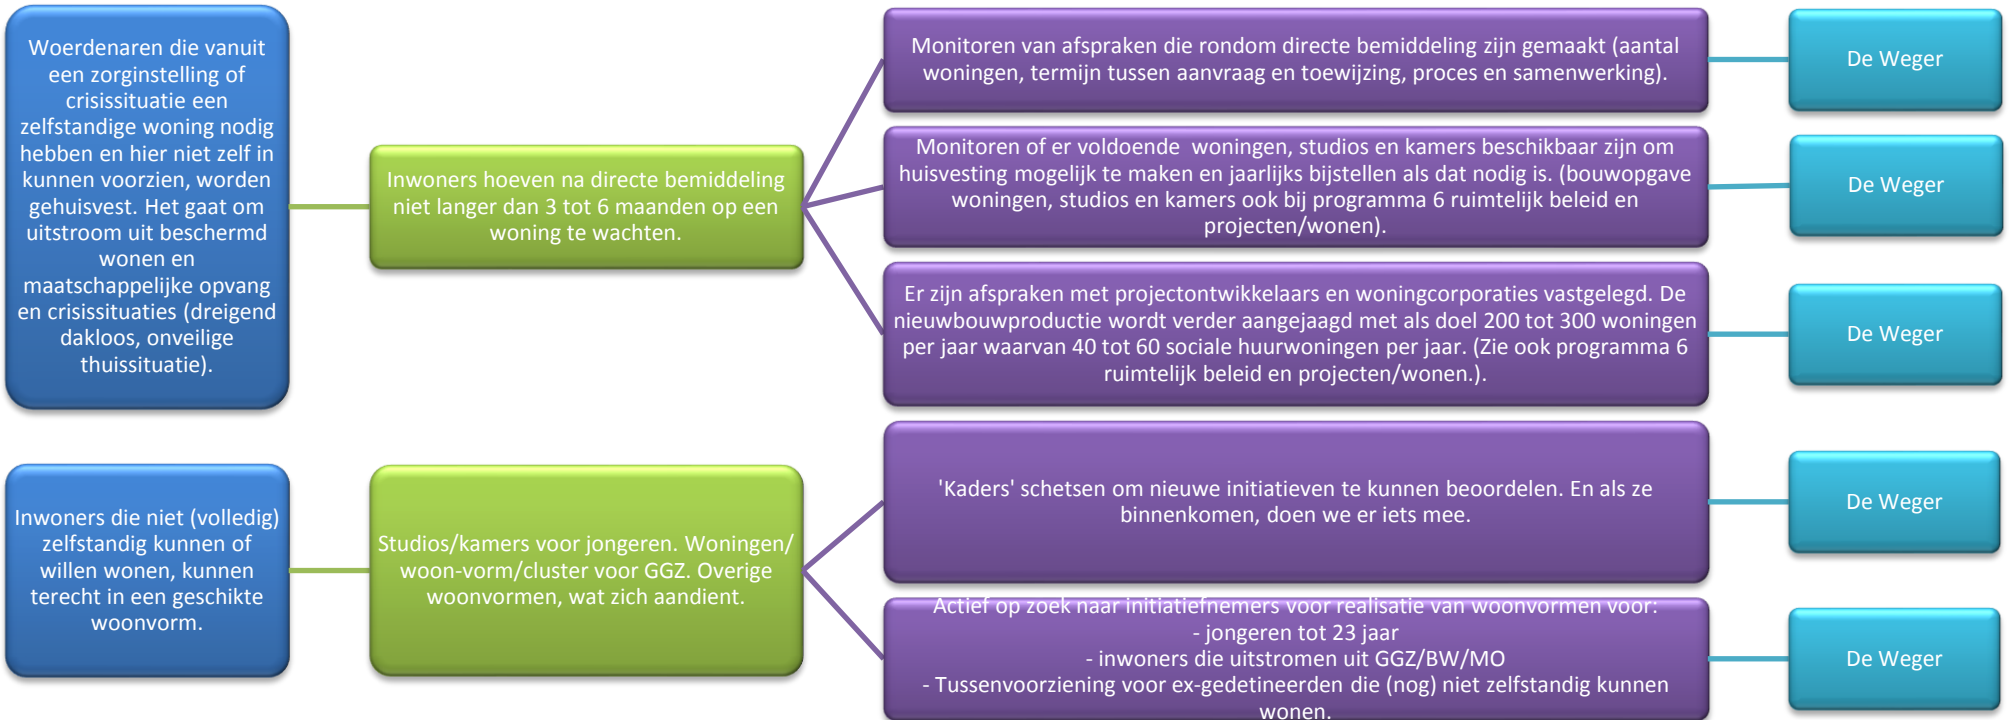 Woerdenaren die vanuit
een zorginstelling of
crisissituatie een
zelfstandige woning nodig
hebben en hier niet zelf in
kunnen voorzien, worden
gehuisvest. Het gaat om
uitstroom uit beschermd
wonen en
maatschappelijke opvang
en crisissituaties (dreigend
dakloos, onveilige
thuissituatie).
Inwoners hoeven na directe bemiddeling
niet langer dan 3 tot 6 maanden op een
woning te wachten.
Monitoren van afspraken die rondom directe bemiddeling zijn gemaakt (aantal
woningen, termijn tussen aanvraag en toewijzing, proces en samenwerking).
De Weger
Monitoren of er voldoende  woningen, studios en kamers beschikbaar zijn om
huisvesting mogelijk te maken en jaarlijks bijstellen als dat nodig is. (bouwopgave
woningen, studios en kamers ook bij programma 6 ruimtelijk beleid en
projecten/wonen).
De Weger
Er zijn afspraken met projectontwikkelaars en woningcorporaties vastgelegd. De
nieuwbouwproductie wordt verder aangejaagd met als doel 200 tot 300 woningen
per jaar waarvan 40 tot 60 sociale huurwoningen per jaar. (Zie ook programma 6
ruimtelijk beleid en projecten/wonen.).
De Weger
Inwoners die niet (volledig)
zelfstandig kunnen of
willen wonen, kunnen
terecht in een geschikte
woonvorm.
Studios/kamers voor jongeren. Woningen/
woon-vorm/cluster voor GGZ. Overige
woonvormen, wat zich aandient.
'Kaders' schetsen om nieuwe initiatieven te kunnen beoordelen. En als ze
binnenkomen, doen we er iets mee.
De Weger
Actief op zoek naar initiatiefnemers voor realisatie van woonvormen voor:
- jongeren tot 23 jaar
- inwoners die uitstromen uit GGZ/BW/MO
- Tussenvoorziening voor ex-gedetineerden die (nog) niet zelfstandig kunnen
wonen.
De Weger